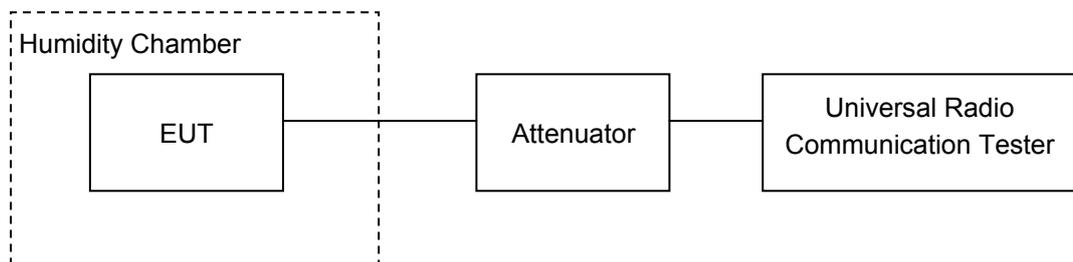 Humidity Chamber
EUT
Attenuator
Universal Radio
Communication Tester